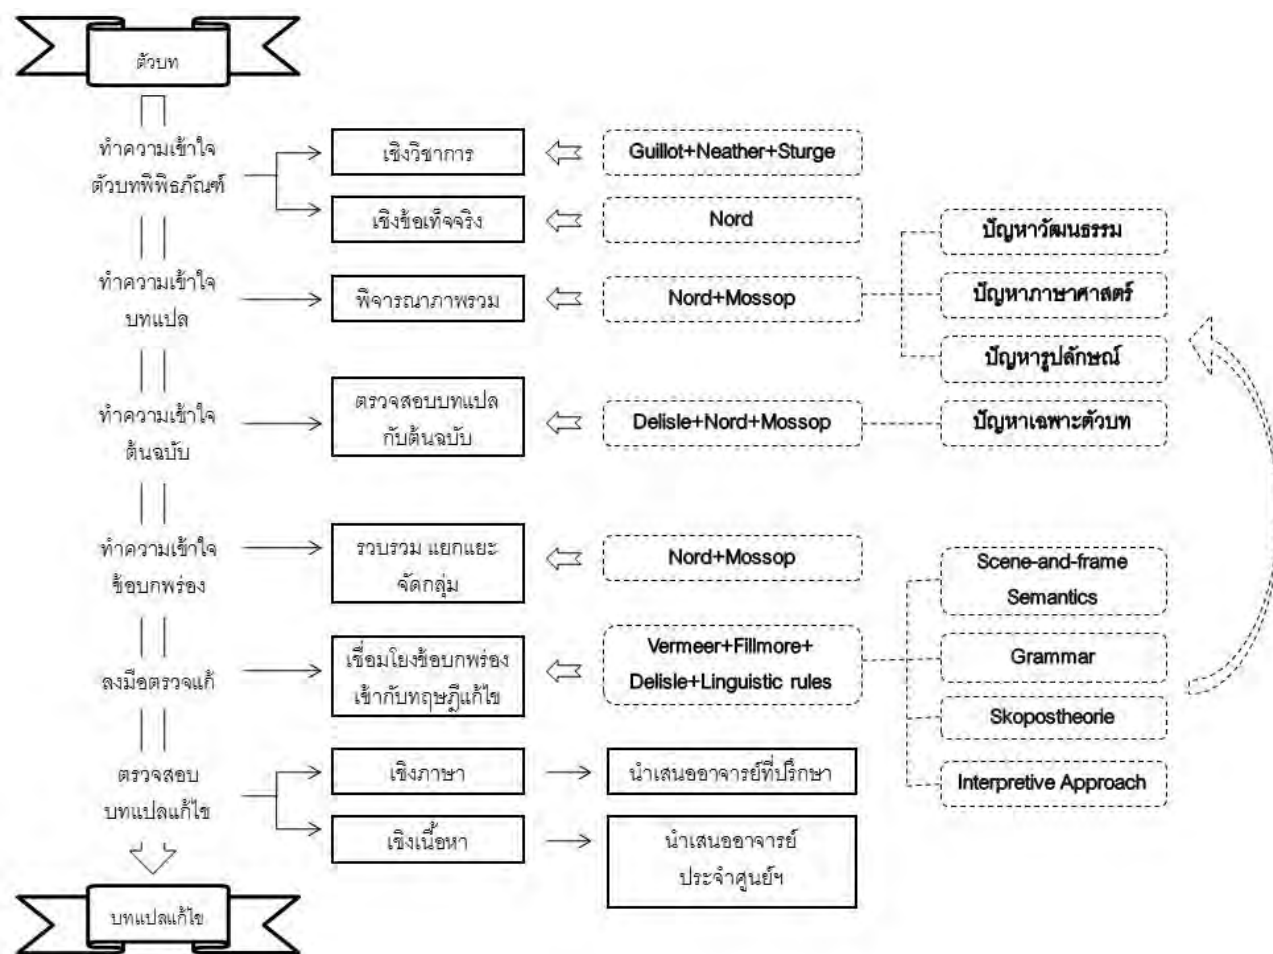 ตัวบท
ทำความเข้าใจ
ตัวบทพิพิธภัณฑ์
เชิงวิชาการ
Guillot+Neather+Sturge
เชิงข้อเท็จจริง
Nord
ทำความเข้าใจ
บทแปล
พิจารณาภาพรวม
Nord+Mossop
ปัญหาวัฒนธรรม
ปัญหาภาษาศาสตร์
ปัญหารูปลักษณ์
ทำความเข้าใจ
ต้นฉบับ
ตรวจสอบบทแปล
กับต้นฉบับ
Delisle+Nord+Mossop
ปัญหาเฉพาะตัวบท
ทำความเข้าใจ
ข้อบกพร่อง
รวบรวม แยกแยะ
จัดกลุ่ม
Nord+Mossop
ลงมือตรวจแก้
เชื่อมโยงข้อบกพร่อง
เข้ากับทฤษฎีแก้ไข
Vermeer+Fillmore+
Delisle+Linguistic rules
Scene-and-frame
Semantics
Grammar
Skopostheorie
Interpretive Approach
ตรวจสอบ
บทแปลแก้ไข
เชิงภาษา
นำเสนออาจารย์ที่ปรึกษา
เชิงเนื้อหา
นำเสนออาจารย์
ประจำศูนย์ฯ
บทแปลแก้ไข